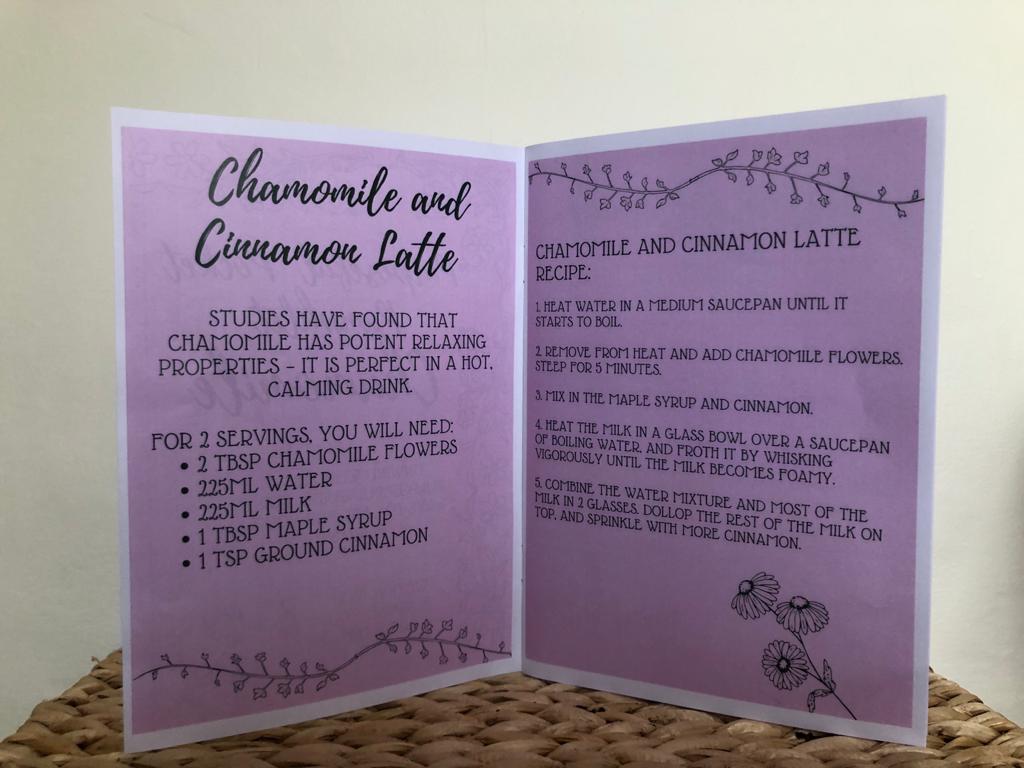 Chamomile and
Cinnamon Latte
STUDIES HAVE FOUND THAT
CHAMOMILE HAS POTENT RELAXING
PROPERTIES - IT IS PERFECT IN A HOT,
CALMING DRINK.
FOR 2 SERVINGS, YOU WILL NEED:
• 2 TBSP CHAMOMILE FLOWERS
• 225ML WATER
• 225ML MILK
• 1 TBSP MAPLE SYRUP
• 1 TSP GROUND CINNAMON
CHAMOMILE AND CINNAMON LATTE
RECIPE:
1. HEAT WATER IN A MEDIUM SAUCEPAN UNTIL IT
STARTS TO BOIL.
2. REMOVE FROM HEAT AND ADD CHAMOMILE FLOWERS.
STEEP FOR 5 MINUTES.
3. MIX IN THE MAPLE SYRUP AND CINNAMON.
4. HEAT THE MILK IN A GLASS BOWL OVER A SAUCEPAN
OF BOILING WATER, AND FROTH IT BY WHISKING
VIGOROUSLY UNTIL THE MILK BECOMES FOAMY.
5. COMBINE THE WATER MIXTURE AND MOST OF THE
MILK IN 2 GLASSES. DOLLOP THE REST OF THE MILK ON
TOP, AND SPRINKLE WITH MORE CINNAMON.